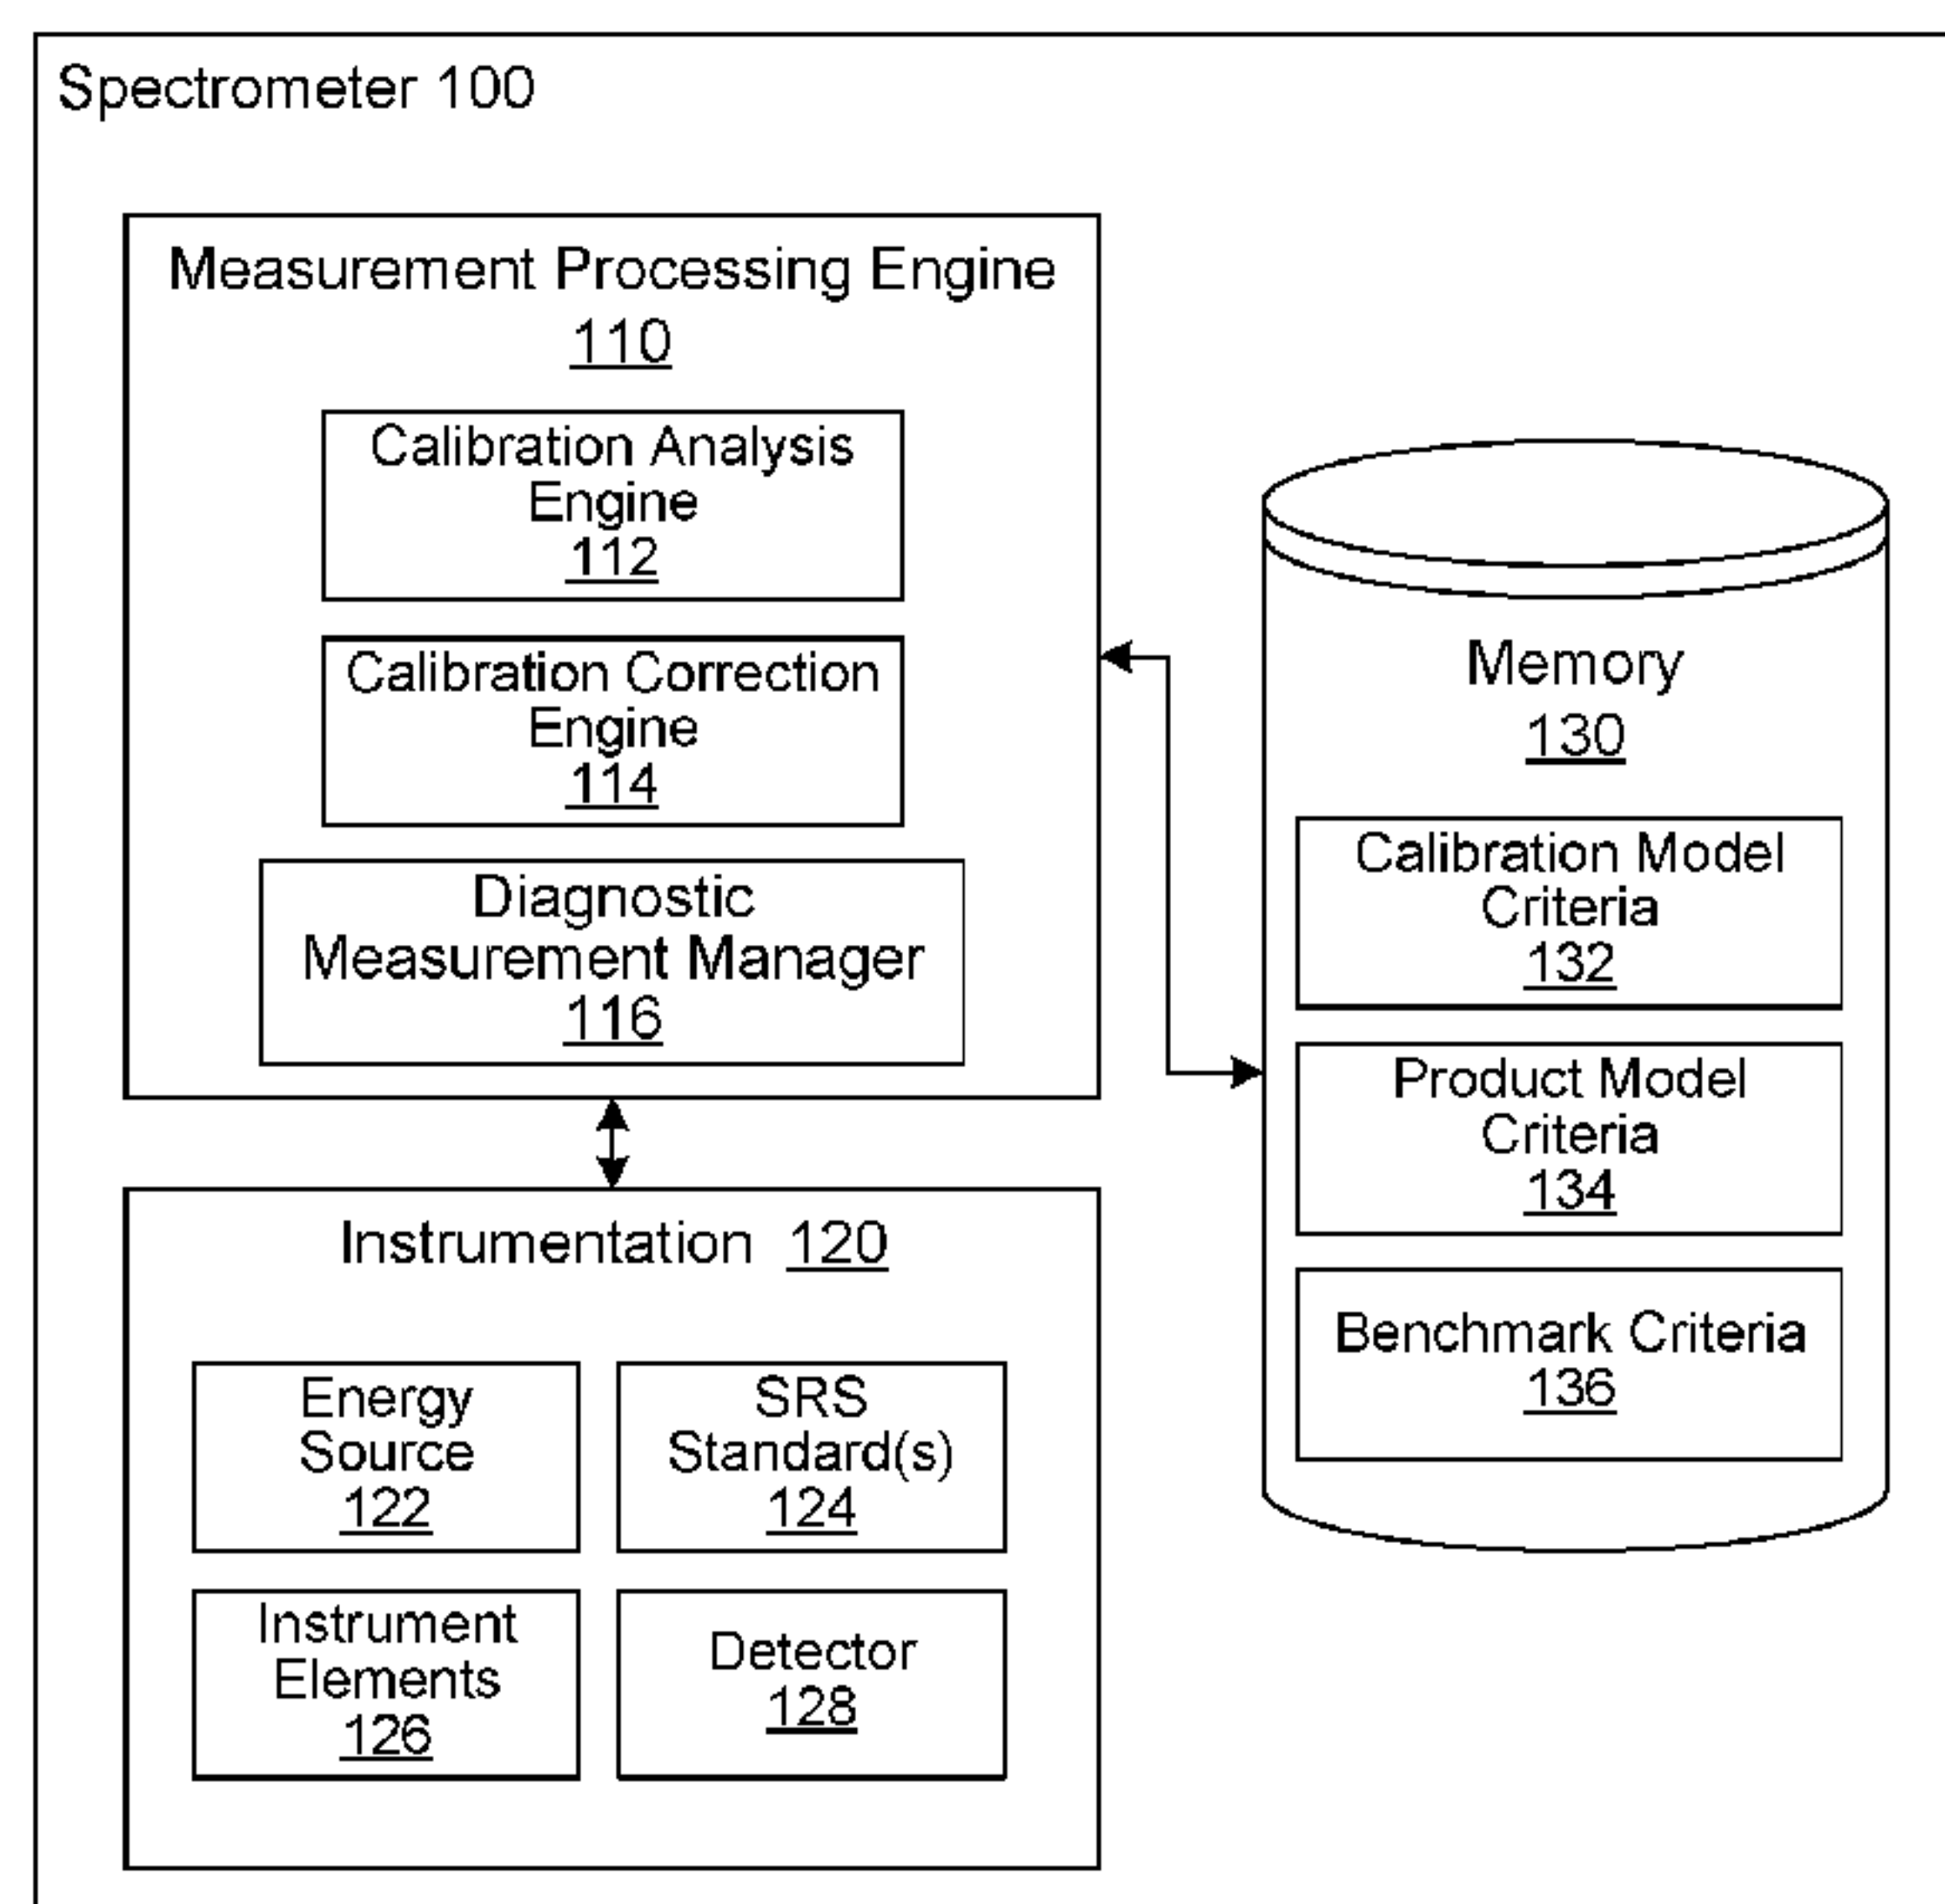 Spectrometer 100
Measurement Processing Engine
110
Calibration Analysis
Engine
112
Calibration Correction
Engine
114
Diagnostic
Measurement Manager
116
Instrumentation 120
Energy
Source
122
SRS
Standard(s)
124
Instrument
Elements
126
Detector
128
Memory
130
Calibration Model
Criteria
132
Product Model
Criteria
134
Benchmark Criteria
136